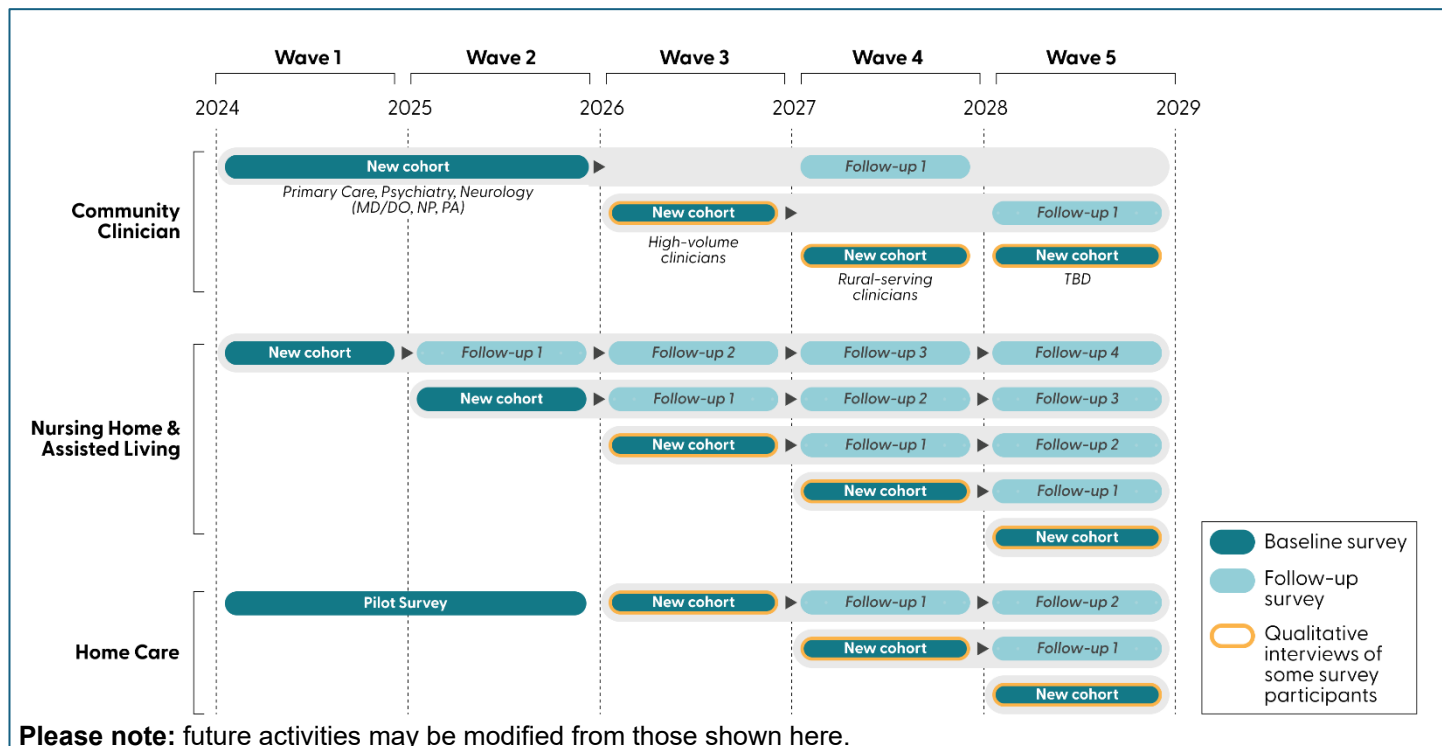 Wave 1 Wave 2 Wave 3 Wave 4 Wave 5
2024 2025 2026 2027 2028 2029
Community
Clinician
New cohort Follow-up 1
Primary Care, Psychiatry, Neurology
(MD/DO, NP, PA)
New cohort Follow-up 1
High-volume
clinicians
New cohort New cohort
Rural-serving
clinicians
TBD
Nursing Home &
Assisted Living
New cohort Follow-up 1 Follow-up 2 Follow-up 3 Follow-up 4
New cohort Follow-up 1 Follow-up 2 Follow-up 3
New cohort Follow-up 1 Follow-up 2
New cohort Follow-up 1
New cohort
Home Care
Pilot Survey New cohort Follow-up 1 Follow-up 2
New cohort Follow-up 1
New cohort
Baseline survey
Follow-up
survey
Qualitative
interviews of
some survey
participants
Please note: future activities may be modified from those shown here.